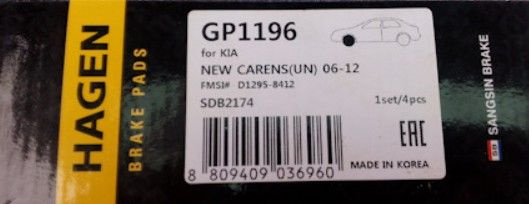 HAGEN
BRAKE PADS
GP1196
for KIA
NEW CARENS(UN) 06-12
FMSI# D1295-8412
SDB2174
1set/4pcs
EAC
8 809409 036960
MADE IN KOREA
SB SANGSIN BRAKE